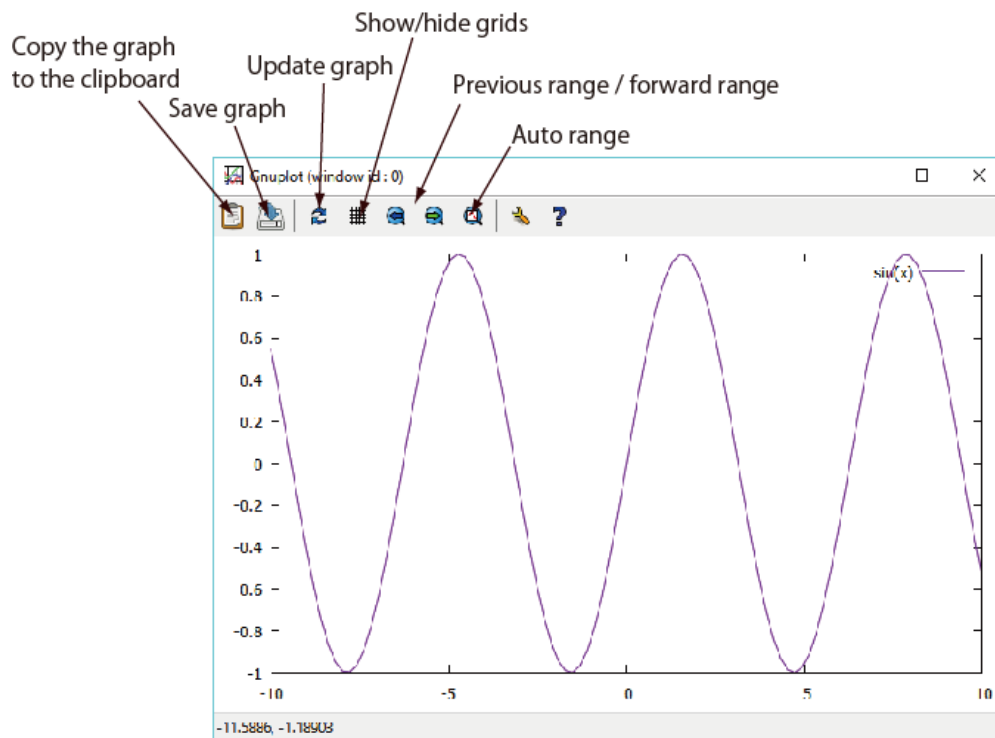 Show/hide grids
Copy the graph
to the clipboard
Update graph
Previous range / forward range
Save graph
Auto range
Gnuplot (window id : 0)
?
1
sin(x)
0.8
0.6
0.4
0.2
0
-0.2
-0.4
-0.6
-0.8
-1
-10 -5 0 5 10
-11.5886, -1.18903